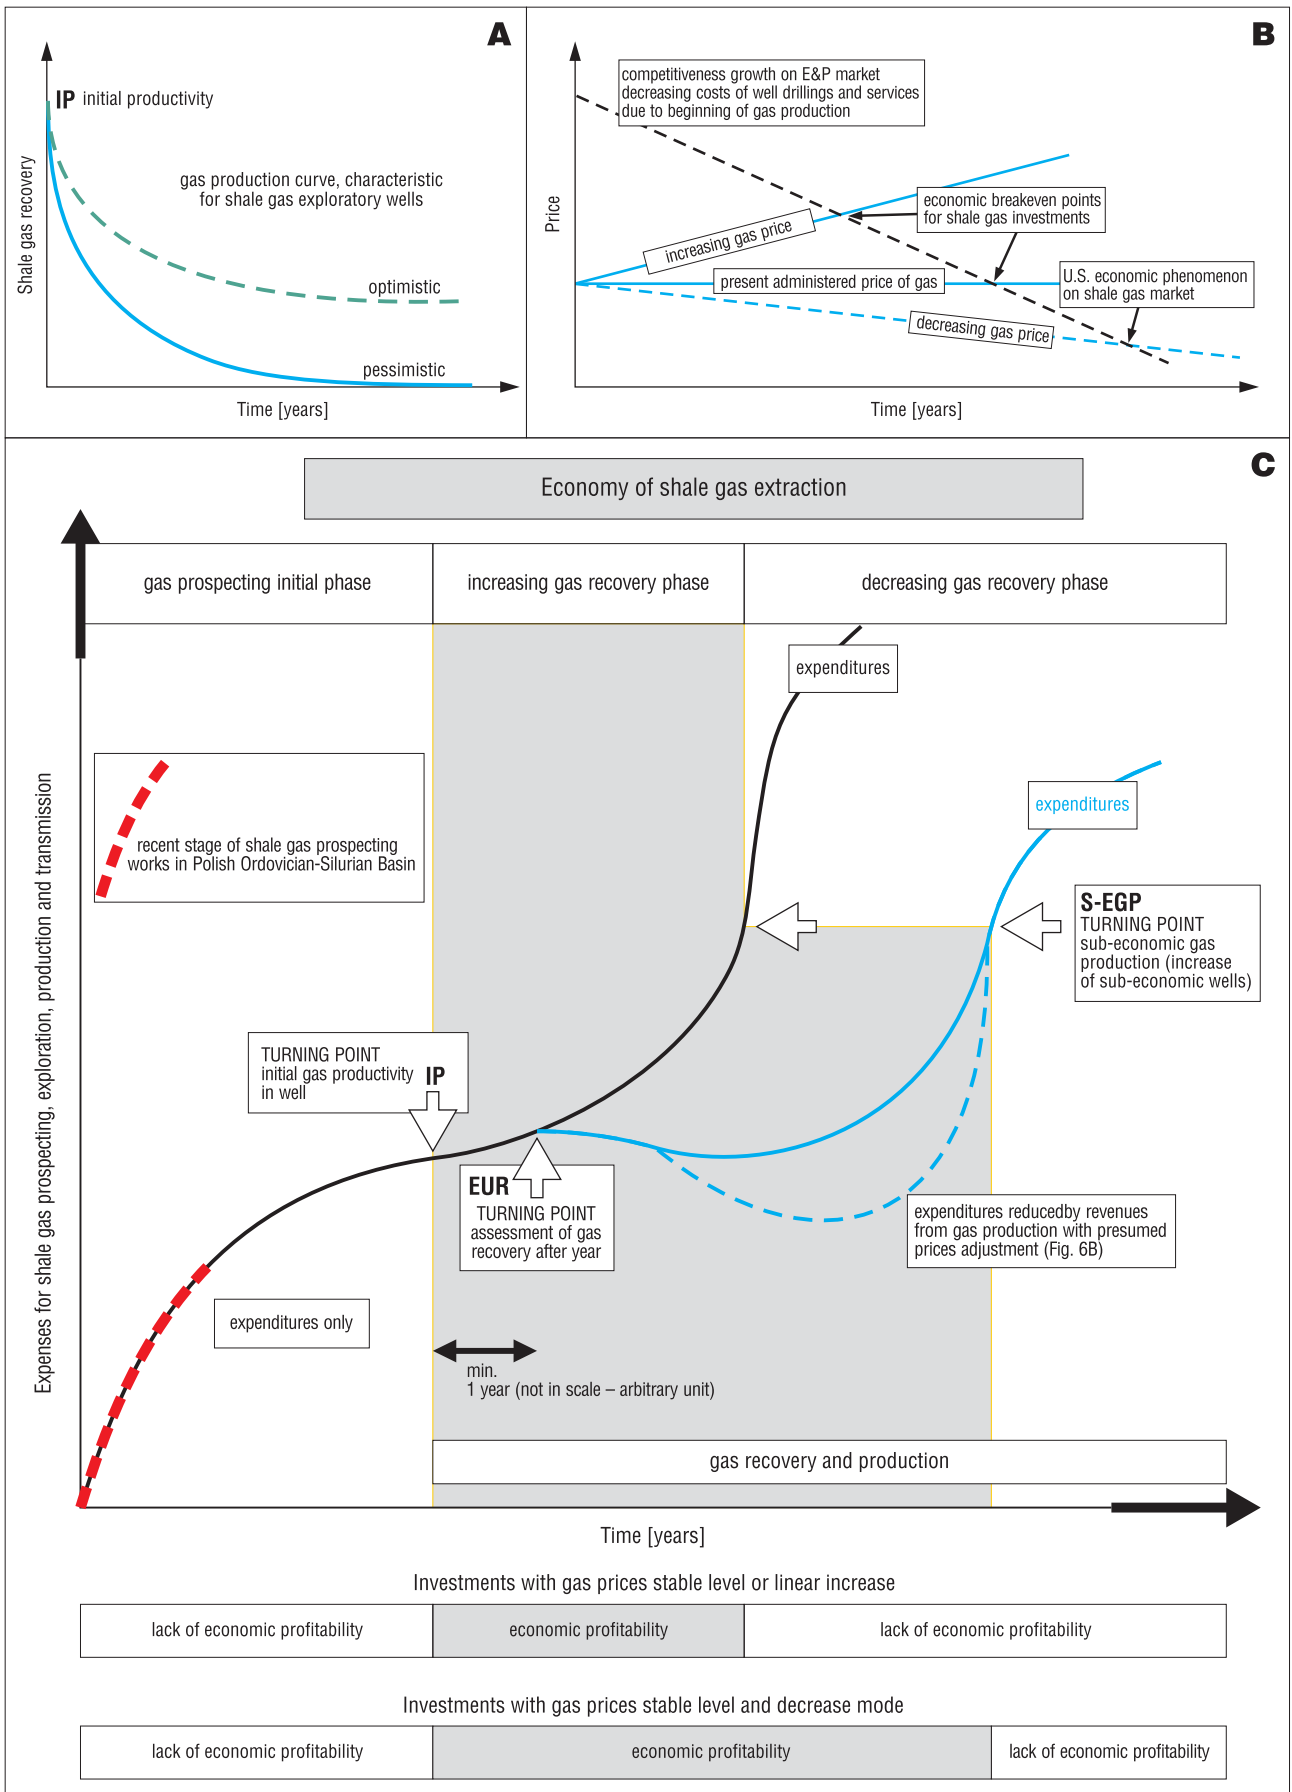 A
IP initial productivity
gas production curve, characteristic
for shale gas exploratory wells
optimistic
pessimistic
Shale gas recovery
Time [years]
B
competitiveness growth on E&P market
decreasing costs of well drillings and services
due to beginning of gas production
economic breakeven points
for shale gas investments
increasing gas price
present administered price of gas
U.S. economic phenomenon
on shale gas market
decreasing gas price
Price
Time [years]
C
Economy of shale gas extraction
gas prospecting initial phase
increasing gas recovery phase
decreasing gas recovery phase
expenditures
expenditures
recent stage of shale gas prospecting
works in Polish Ordovician-Silurian Basin
S-EGP
TURNING POINT
sub-economic gas
production (increase
of sub-economic wells)
TURNING POINT
initial gas productivity IP
in well
EUR
TURNING POINT
assessment of gas
recovery after year
expenditures reducedby revenues
from gas production with presumed
prices adjustment (Fig. 6B)
expenditures only
min.
1 year (not in scale – arbitrary unit)
gas recovery and production
Expenses for shale gas prospecting, exploration, production and transmission
Time [years]
Investments with gas prices stable level or linear increase
lack of economic profitability
economic profitability
lack of economic profitability
Investments with gas prices stable level and decrease mode
lack of economic profitability
economic profitability
lack of economic profitability